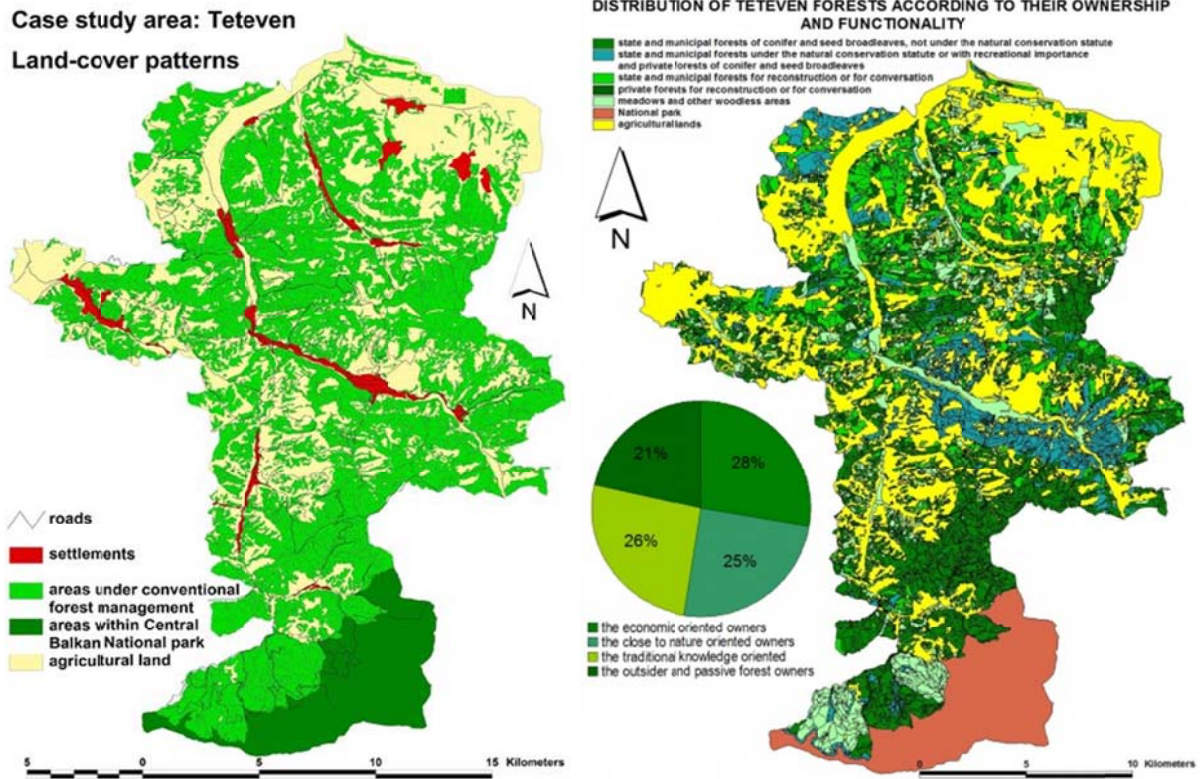 Case study area: Teteven
Land-cover patterns
N
roads
settlements
areas under conventional
forest management
areas within Central
Balkan National park
agricultural land
5 0 5 10 15 Kilometers
DISTRIBUTION OF TETEVEN FORESTS ACCORDING TO THEIR OWNERSHIP
AND FUNCTIONALITY
state and municipal forests of conifer and seed broadleaves, not under the natural conservation statute
state and municipal forests under the natural conservation statute or with recreational importance
and private forests of conifer and seed broadleaves
state and municipal forests for reconstruction or for conversation
private forests for reconstruction or for conversation
meadows and other woodless areas
National park
agricultural lands
N
21%
28%
26%
25%
the economic oriented owners
the close to nature oriented owners
the traditional knowledge oriented
the outsider and passive forest owners
0 5 10 Kilometers